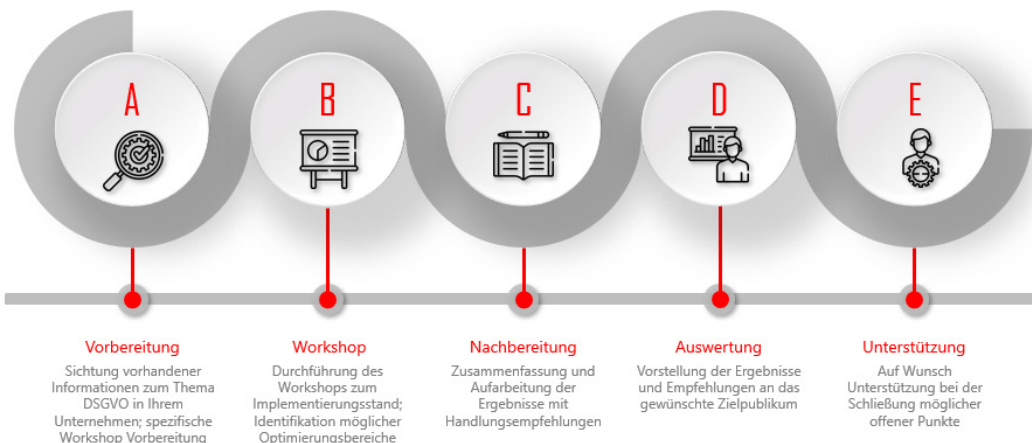 A
B
C
D
E
Vorbereitung
Sichtung vorhandener
Informationen zum Thema
DSGVO in Ihrem
Unternehmen; spezifische
Workshop Vorbereitung
Workshop
Durchführung des
Workshops zum
Implementierungsstand;
Identifikation möglicher
Optimierungsbereiche
Nachbereitung
Zusammenfassung und
Aufarbeitung der
Ergebnisse mit
Handlungsempfehlungen
Auswertung
Vorstellung der Ergebnisse
und Empfehlungen an das
gewünschte Zielpublikum
Unterstützung
Auf Wunsch
Unterstützung bei der
Schließung möglicher
offener Punkte